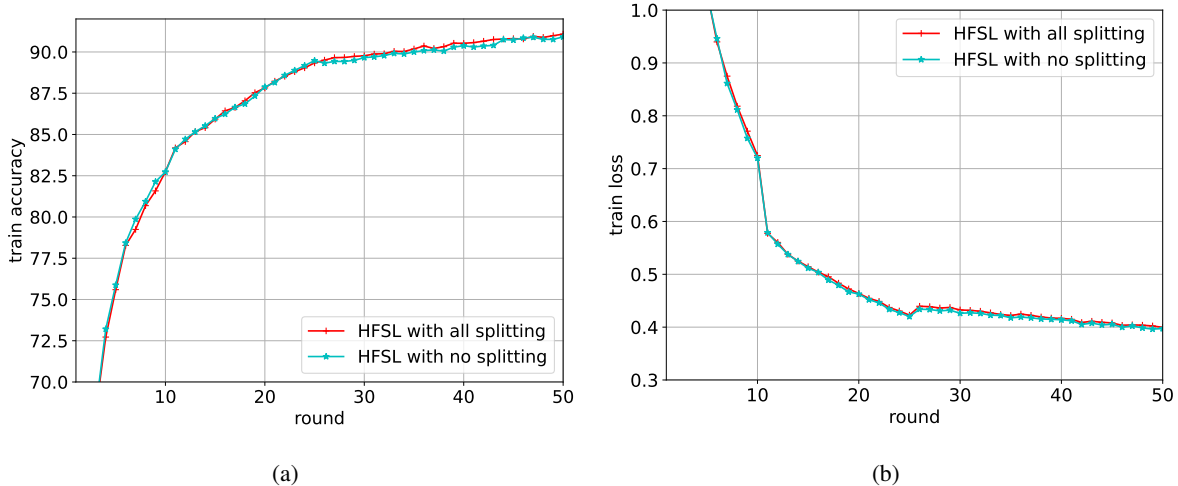 90.0
87.5
85.0
82.5
80.0
77.5
75.0
72.5
70.0
train accuracy
10 20 30 40 50
round
HFSL with all splitting
HFSL with no splitting
(a)
1.0
0.9
0.8
0.7
0.6
0.5
0.4
0.3
train loss
10 20 30 40 50
round
HFSL with all splitting
HFSL with no splitting
(b)